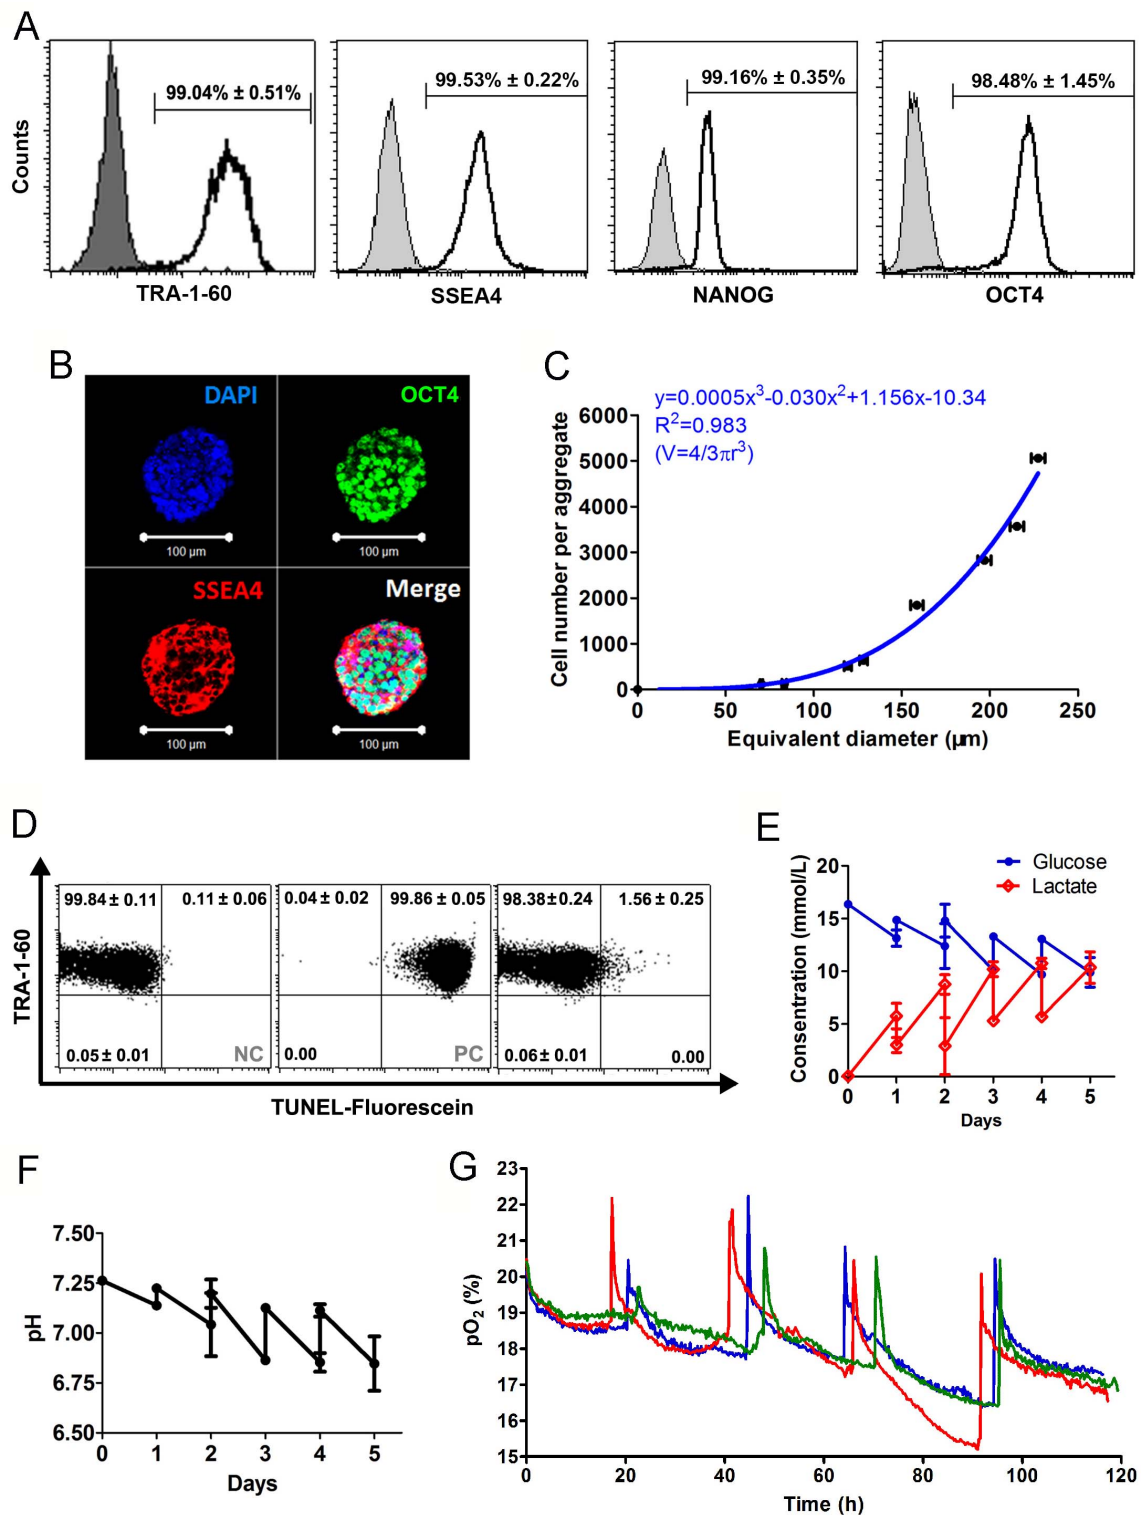 A
99.04% ± 0.51%
99.53% ± 0.22%
99.16% ± 0.35%
98.48% ± 1.45%
Counts
TRA-1-60
SSEA4
NANOG
OCT4
B
DAPI
OCT4
100 µm
100 µm
SSEA4
Merge
100 µm
100 µm
C
y=0.0005x³-0.030x²+1.156x-10.34
R²=0.983
(V=4/3πr³)
Cell number per aggregate
6000
5000
4000
3000
2000
1000
0
0 50 100 150 200 250
Equivalent diameter (µm)
D
99.84 ± 0.11 0.11 ± 0.06
0.04 ± 0.02 99.86 ± 0.05
98.38 ± 0.24 1.56 ± 0.25
TRA-1-60
0.05 ± 0.01 NC
0.00 PC
0.06 ± 0.01 0.00
TUNEL-Fluorescein
E
Glucose
Lactate
Consentration (mmol/L)
20
15
10
5
0
0 1 2 3 4 5
Days
F
pH
7.50
7.25
7.00
6.75
6.50
0 1 2 3 4 5
Days
G
pO₂ (%)
23
22
21
20
19
18
17
16
15
0 20 40 60 80 100 120
Time (h)